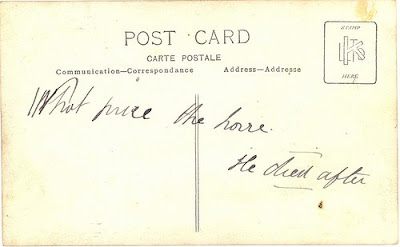 POST CARD
CARTE POSTALE
Communication—Correspondance
Address—Addresse
STAMP
HERE
What price the horse.
He died after